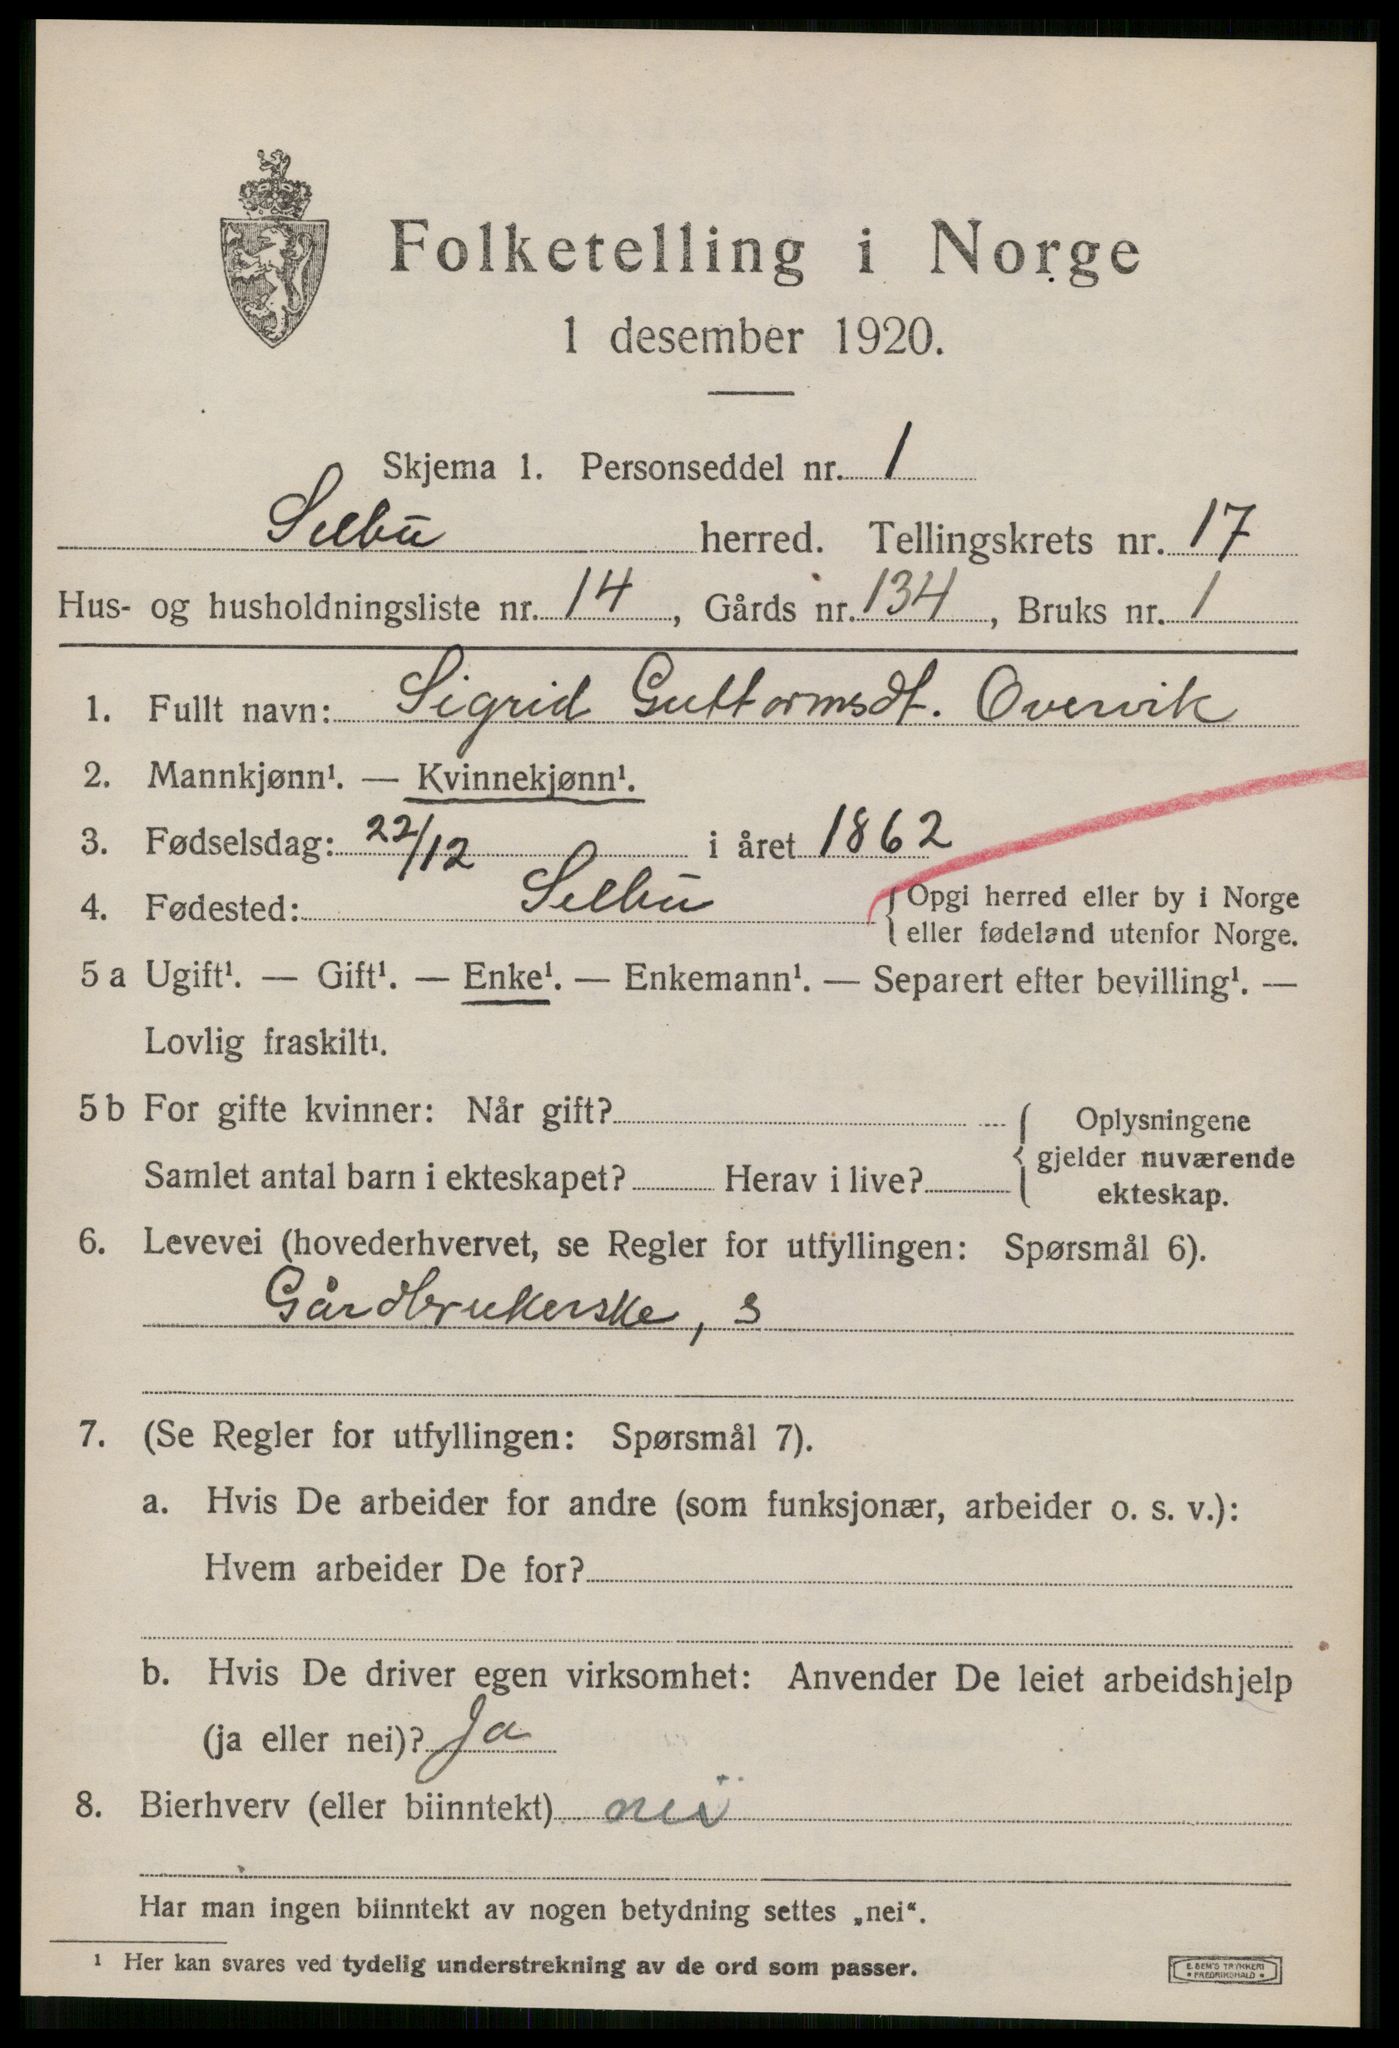 Folketelling i Norge
1 desember 1920.
Skjema 1. Personseddel nr. 1
Selbu herred. Tellingskrets nr. 17
Hus- og husholdningsliste nr. 14, Gårds nr. 134, Bruks nr. 1
1. Fullt navn: Sigrid Guttormsdt. Overvik
2. Mannkjønn¹. — Kvinnekjønn¹.
3. Fødselsdag: 22/12 i året 1862
4. Fødested: Selbu { Opgi herred eller by i Norge
eller fødeland utenfor Norge.
5 a Ugift¹. — Gift¹. — Enke¹. — Enkemann¹. — Separert efter bevilling¹. —
Lovlig fraskilt¹.
5 b For gifte kvinner: Når gift? { Oplysningene
gjelder nuværende
Samlet antal barn i ekteskapet? Herav i live?
ekteskap.
6. Levevei (hovederhvervet, se Regler for utfyllingen: Spørsmål 6).
Gårdbrukerske, s
7. (Se Regler for utfyllingen: Spørsmål 7).
a. Hvis De arbeider for andre (som funksjonær, arbeider o. s. v.):
Hvem arbeider De for?
b. Hvis De driver egen virksomhet: Anvender De leiet arbeidshjelp
(ja eller nei)? Ja
8. Bierhverv (eller biinntekt) nei
Har man ingen biinntekt av nogen betydning settes „nei“.
¹ Her kan svares ved tydelig understrekning av de ord som passer.
E. SEM'S TRYKKERI
• FREDRIKSHALD •